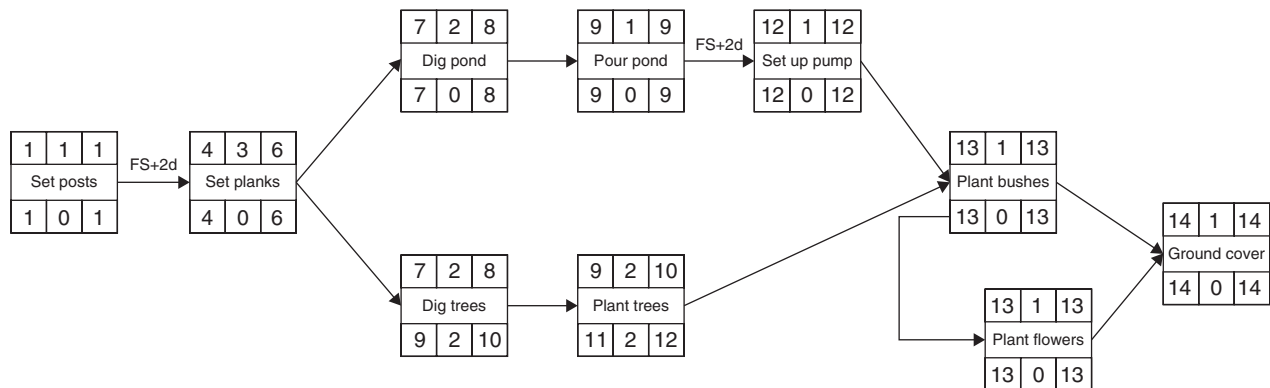 7 2 8
Dig pond
7 0 8
9 1 9
Pour pond
9 0 9
FS+2d
12 1 12
Set up pump
12 0 12
1 1 1
Set posts
1 0 1
FS+2d
4 3 6
Set planks
4 0 6
13 1 13
Plant bushes
13 0 13
14 1 14
Ground cover
14 0 14
7 2 8
Dig trees
9 2 10
9 2 10
Plant trees
11 2 12
13 1 13
Plant flowers
13 0 13